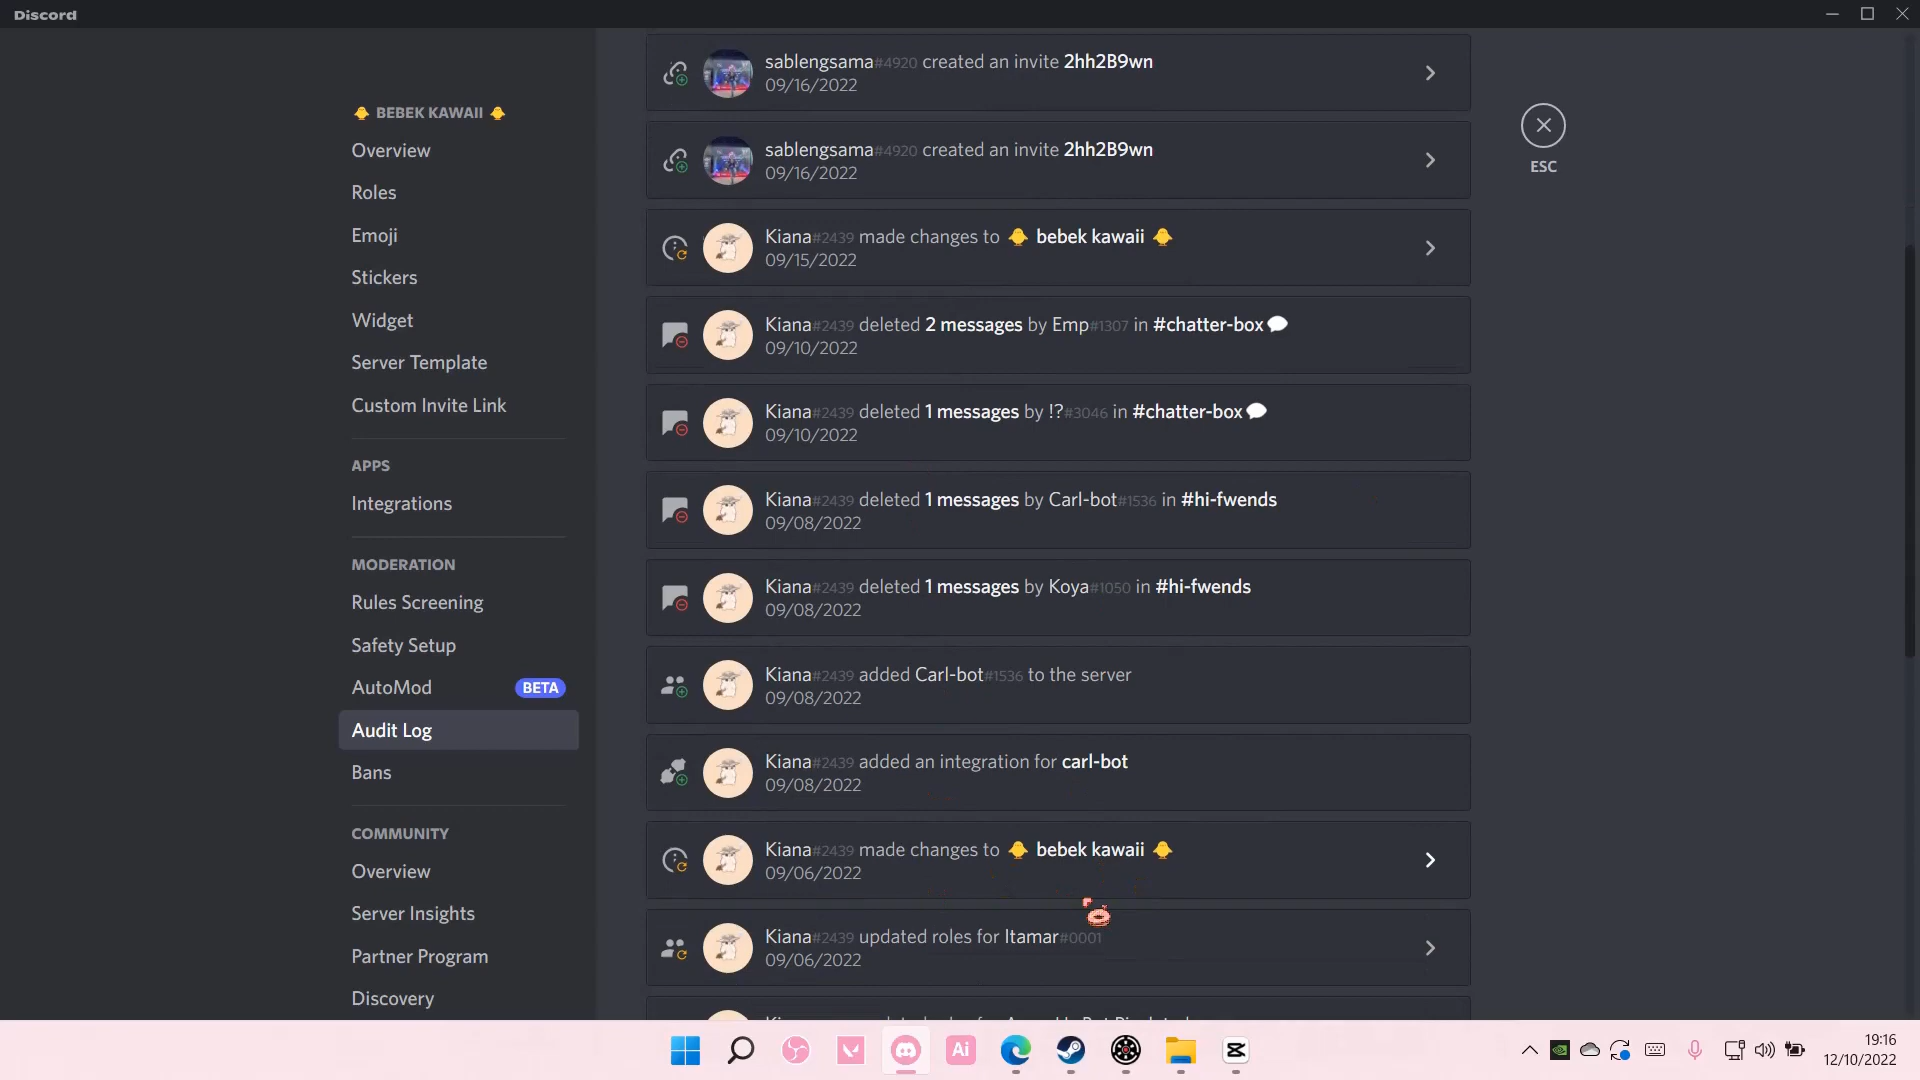 Discord
BEBEK KAWAII
Overview
Roles
Emoji
Stickers
Widget
Server Template
Custom Invite Link
APPS
Integrations
MODERATION
Rules Screening
Safety Setup
AutoMod BETA
Audit Log
Bans
COMMUNITY
Overview
Server Insights
Partner Program
Discovery
sablengsama#4920 created an invite 2hh2B9wn
09/16/2022
sablengsama#4920 created an invite 2hh2B9wn
09/16/2022
Kiana#2439 made changes to bebek kawaii
09/15/2022
Kiana#2439 deleted 2 messages by Emp#1307 in #chatter-box
09/10/2022
Kiana#2439 deleted 1 messages by !?#3046 in #chatter-box
09/10/2022
Kiana#2439 deleted 1 messages by Carl-bot#1536 in #hi-fwends
09/08/2022
Kiana#2439 deleted 1 messages by Koya#1050 in #hi-fwends
09/08/2022
Kiana#2439 added Carl-bot#1536 to the server
09/08/2022
Kiana#2439 added an integration for carl-bot
09/08/2022
Kiana#2439 made changes to bebek kawaii
09/06/2022
Kiana#2439 updated roles for Itamar#0001
09/06/2022
ESC
Ai
19:16
12/10/2022